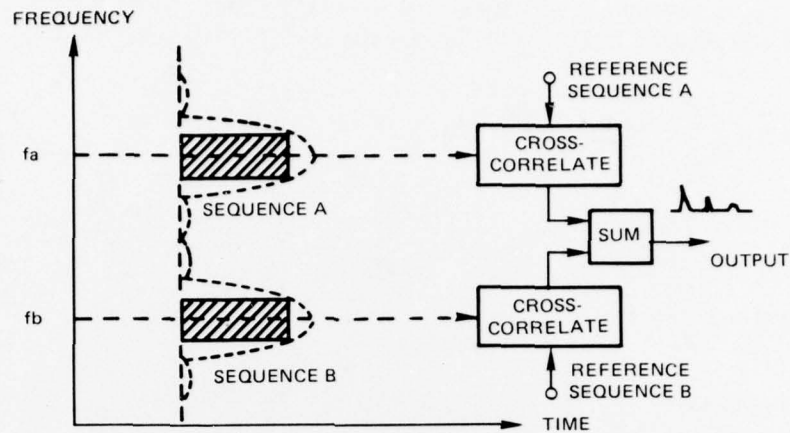 FREQUENCY
REFERENCE
SEQUENCE A
fa
CROSS-
CORRELATE
SEQUENCE A
SUM
OUTPUT
fb
CROSS-
CORRELATE
SEQUENCE B
REFERENCE
SEQUENCE B
TIME